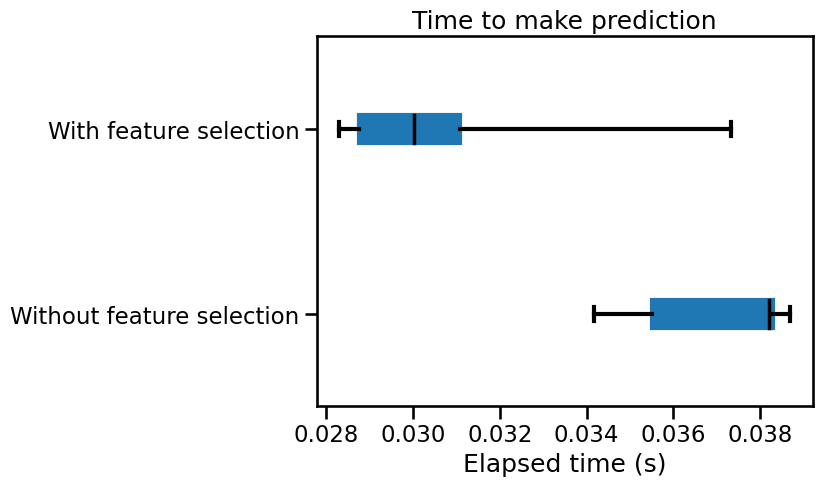 Time to make prediction
With feature selection
Without feature selection
0.028 0.030 0.032 0.034 0.036 0.038
Elapsed time (s)